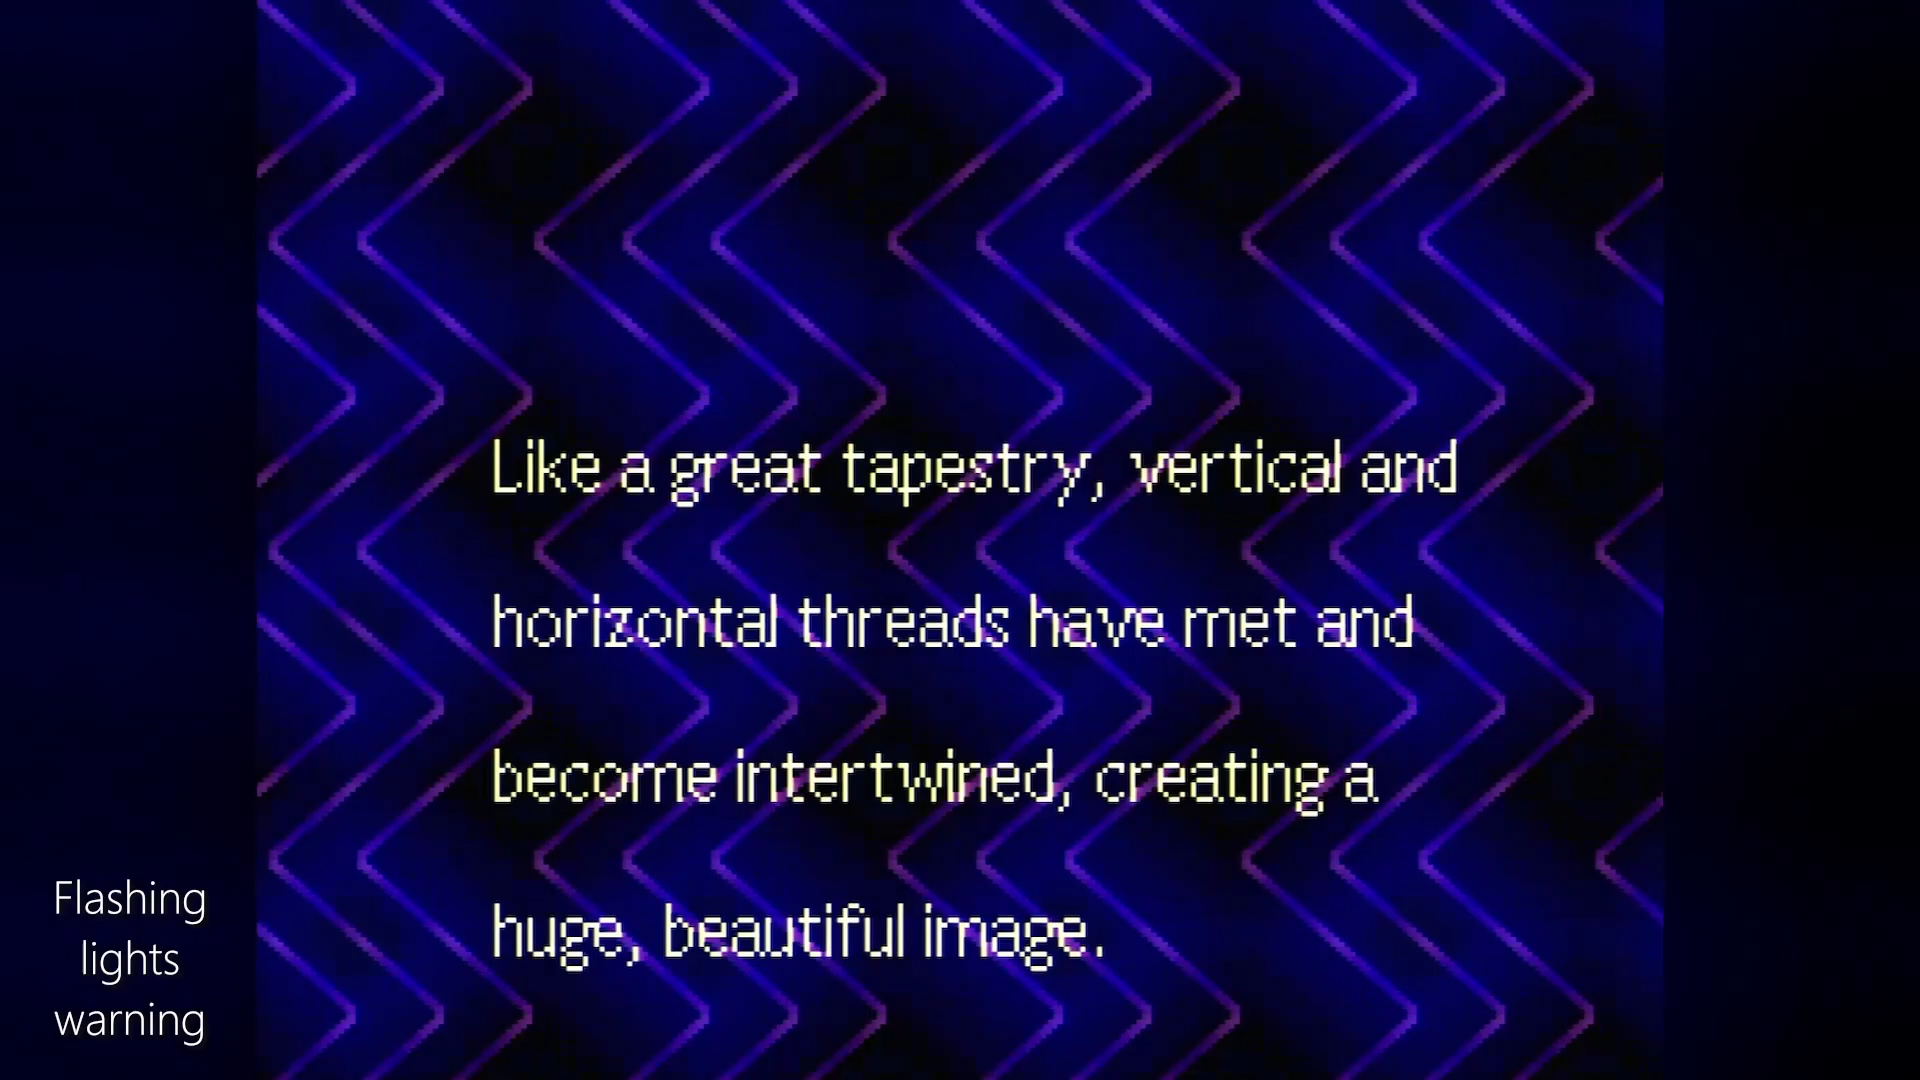 Like a great tapestry, vertical and
horizontal threads have met and
become intertwined, creating a
huge, beautiful image.
Flashing
lights
warning